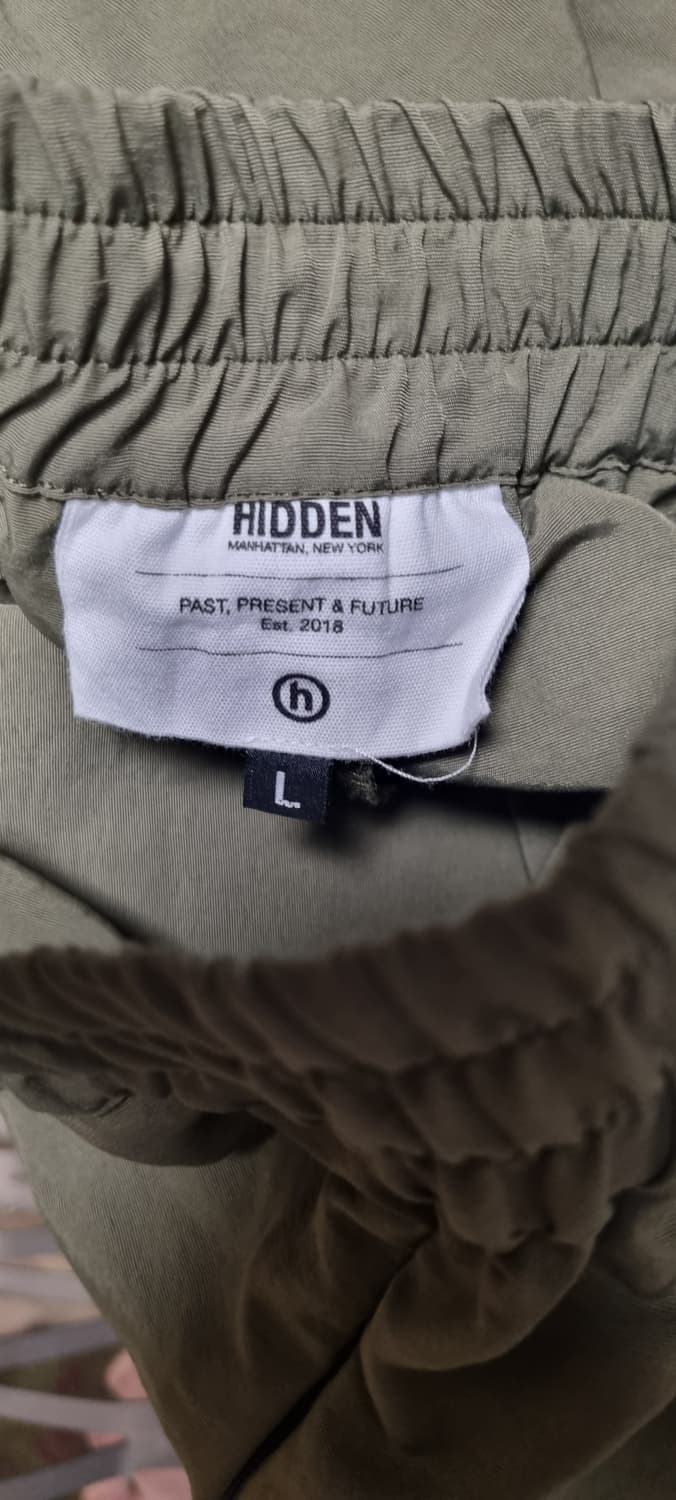 HIDDEN
MANHATTAN, NEW YORK
PAST, PRESENT & FUTURE
Est. 2018
h
L